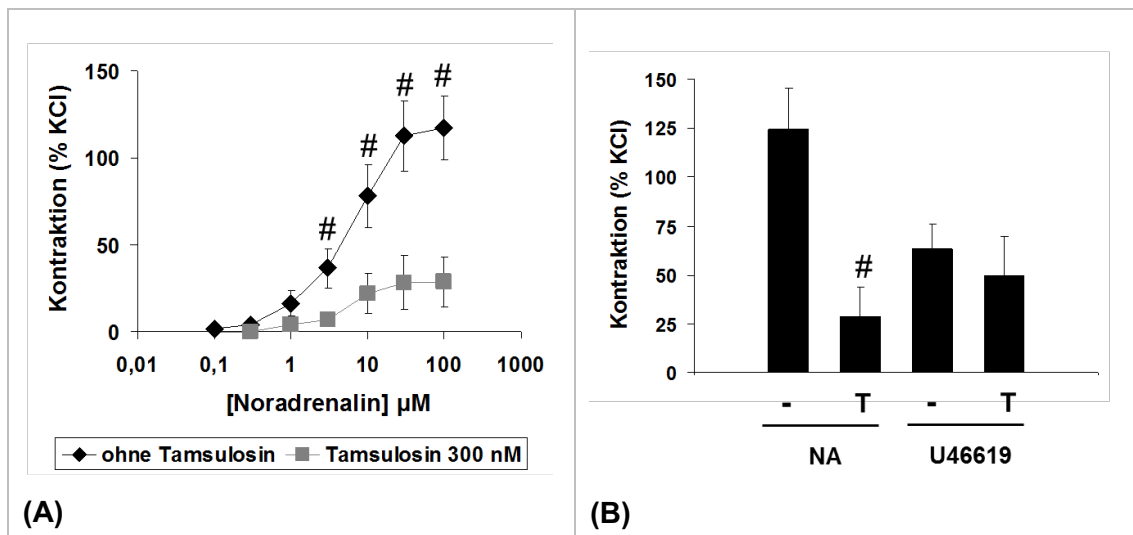 150
100
50
0
Kontraktion (% KCl)
#
#
#
#
#
0,01
0,1
1
10
100
1000
[Noradrenalin] µM
ohne Tamsulosin
Tamsulosin 300 nM
(A)
150
125
100
75
50
25
0
Kontraktion (% KCl)
#
- T - T
NA U46619
(B)